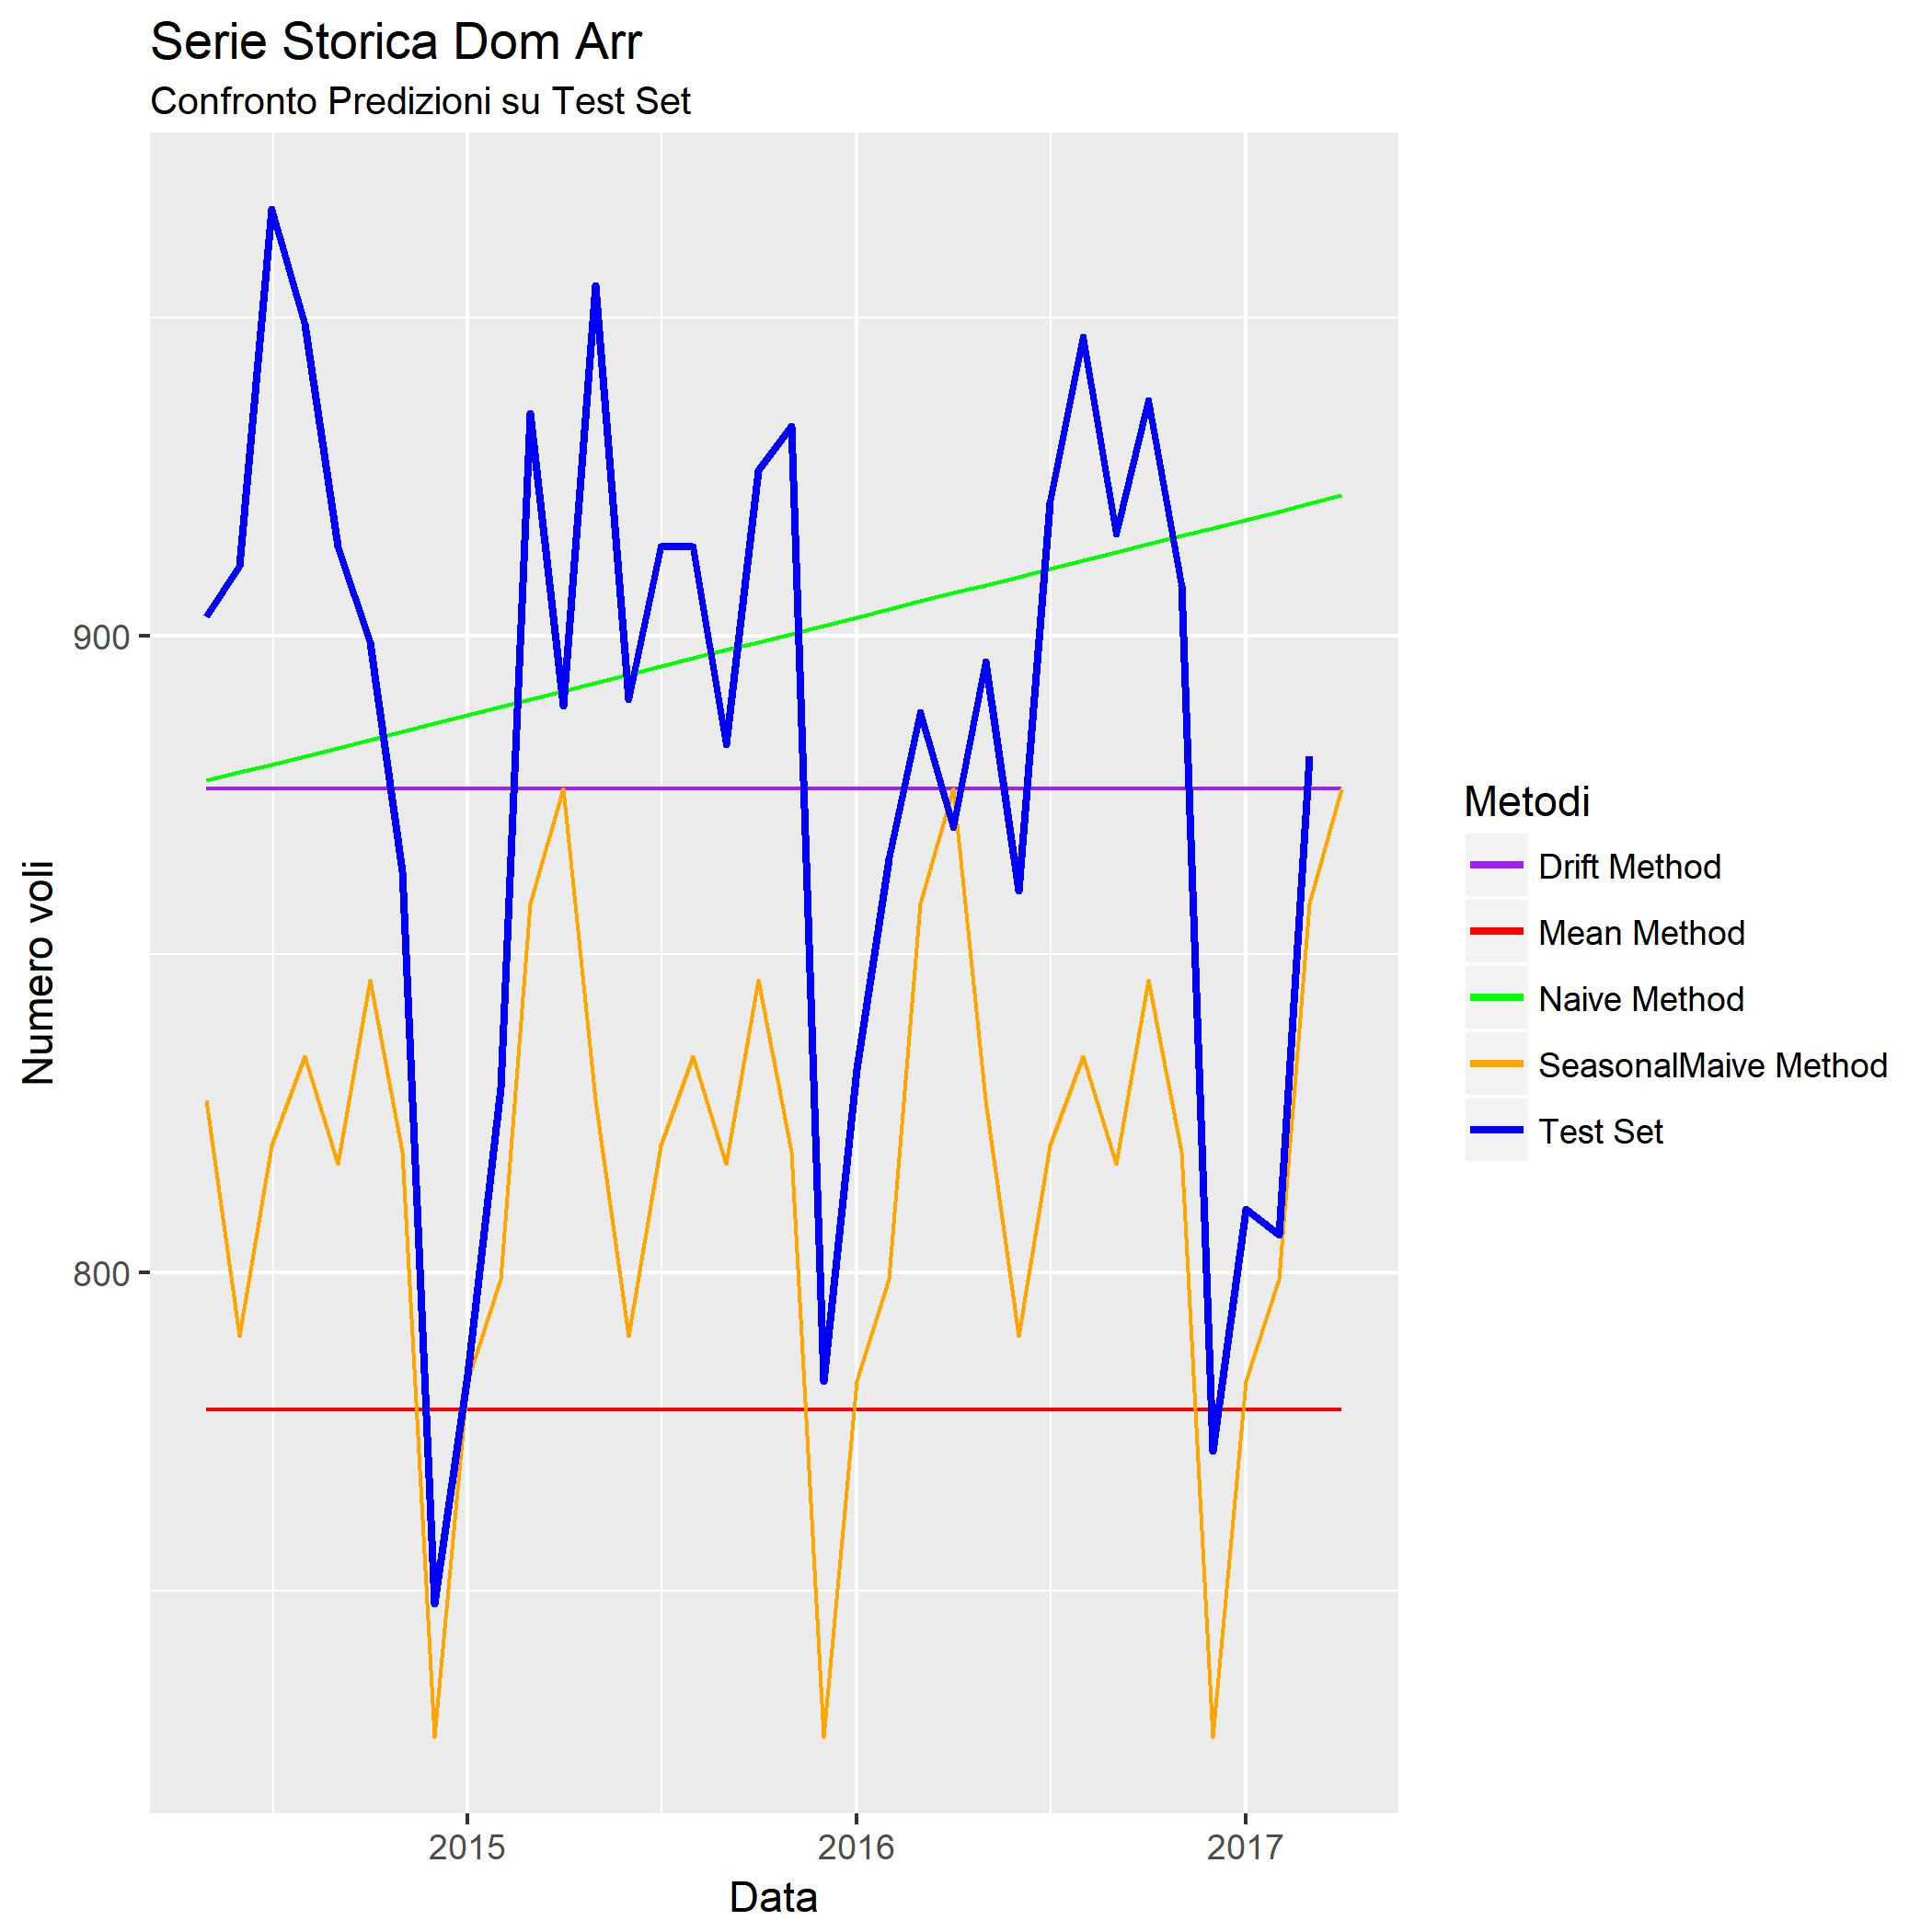 Serie Storica Dom Arr
Confronto Predizioni su Test Set
Numero voli
900
800
2015
2016
2017
Data
Metodi
Drift Method
Mean Method
Naive Method
SeasonalMaive Method
Test Set